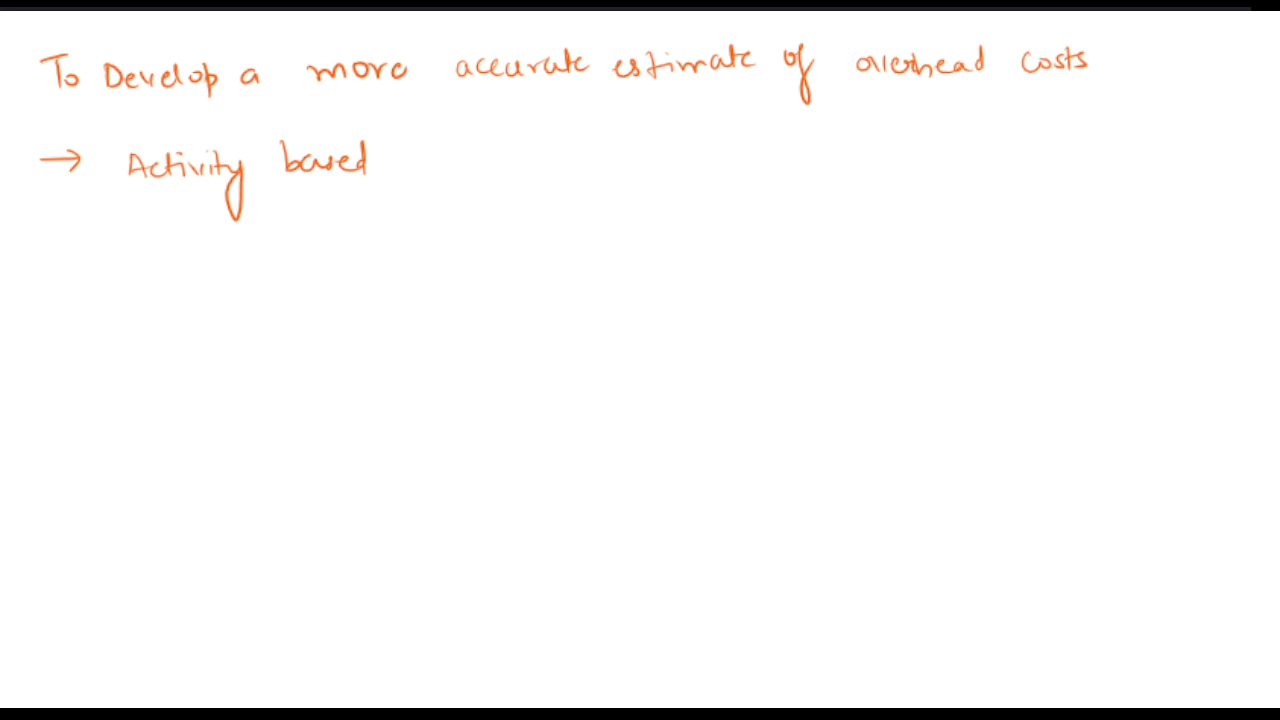 To Develop a more accurate estimate of overhead costs
→ Activity based